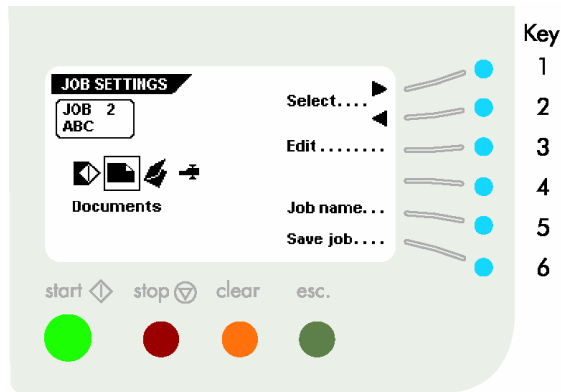 Key
1
JOB SETTINGS
Select....
2
JOB 2
ABC
Edit........
3
4
Documents
Job name...
5
Save job....
6
start stop clear esc.